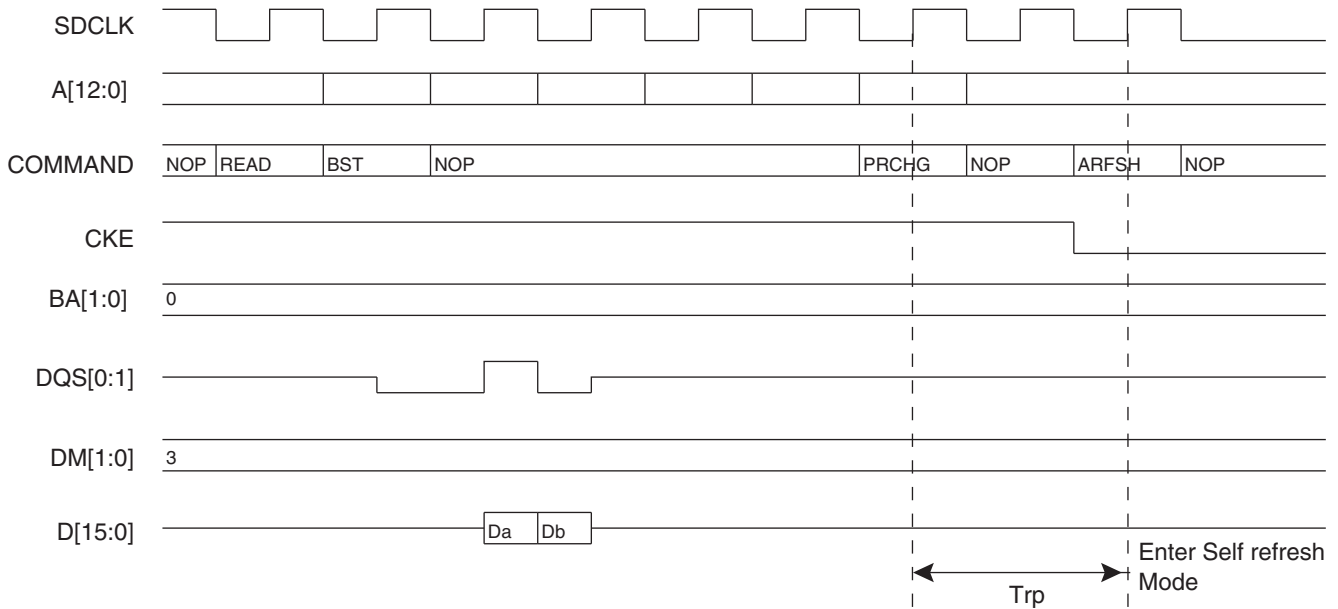 SDCLK
A[12:0]
COMMAND NOP READ BST NOP PRCHG NOP ARFSH NOP
CKE
BA[1:0] 0
DQS[0:1]
DM[1:0] 3
D[15:0] Da Db
Enter Self refresh
Mode
Trp